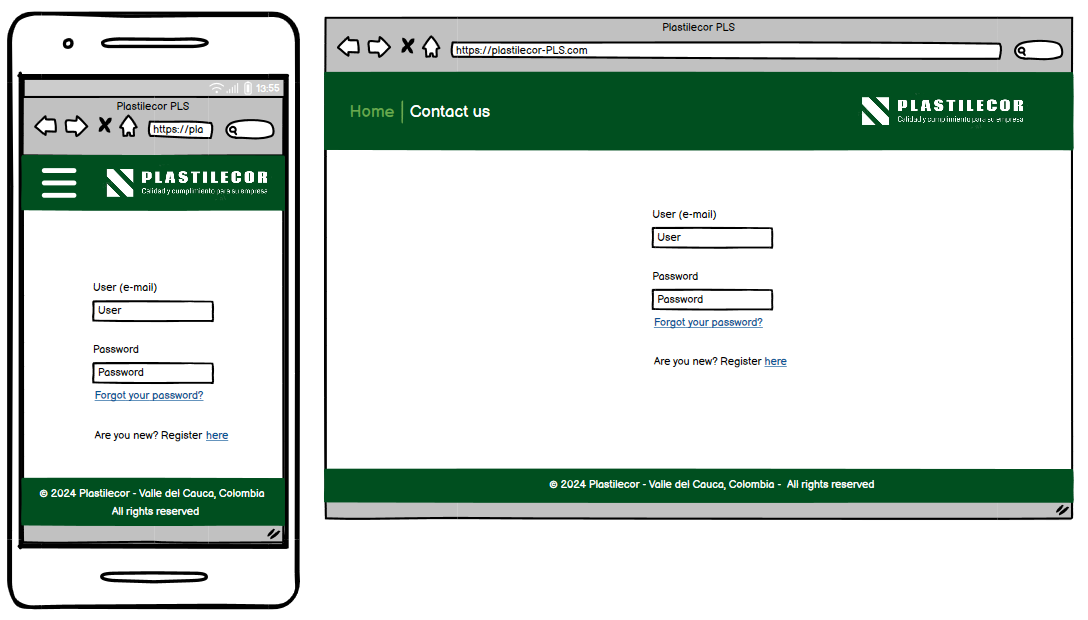 13:55
Plastilecor PLS
https://pla
PLASTILECOR
Calidad y cumplimiento para su empresa
User (e-mail)
User
Password
Password
Forgot your password?
Are you new? Register here
© 2024 Plastilecor - Valle del Cauca, Colombia
All rights reserved
Plastilecor PLS
https://plastilecor-PLS.com
Home | Contact us
PLASTILECOR
Calidad y cumplimiento para su empresa
User (e-mail)
User
Password
Password
Forgot your password?
Are you new? Register here
© 2024 Plastilecor - Valle del Cauca, Colombia - All rights reserved